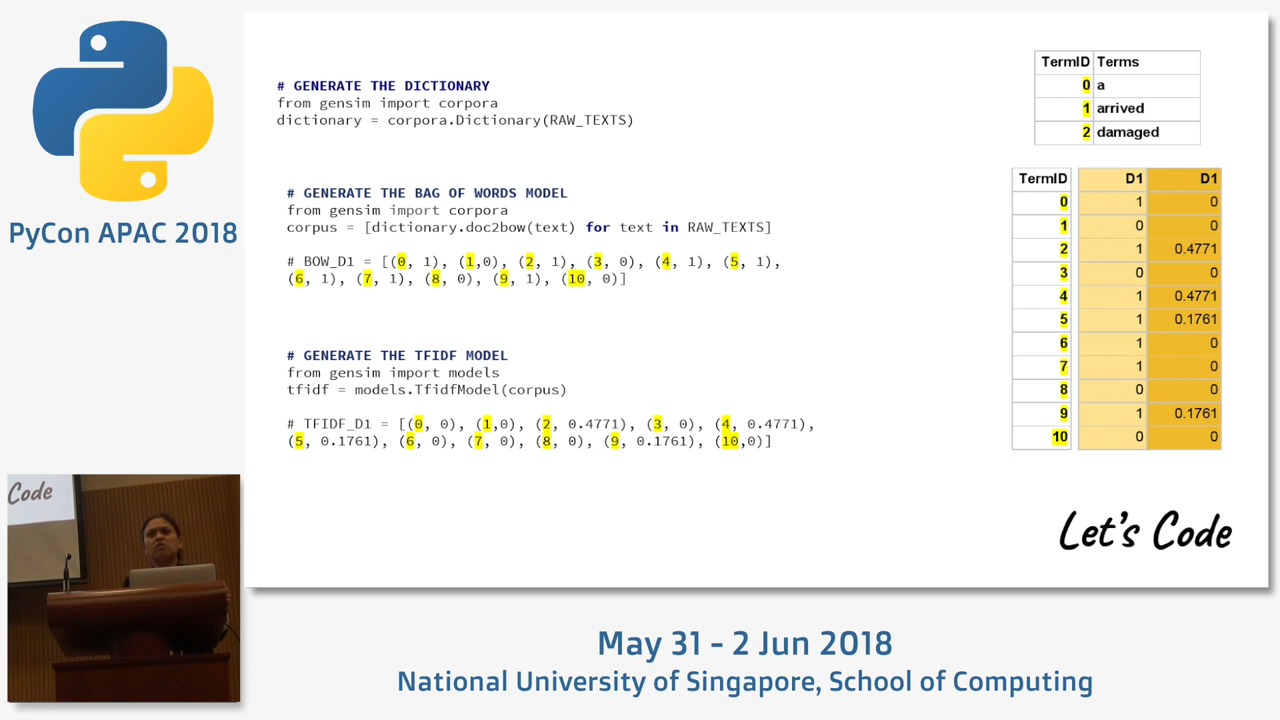 PyCon APAC 2018
# GENERATE THE DICTIONARY
from gensim import corpora
dictionary = corpora.Dictionary(RAW_TEXTS)
# GENERATE THE BAG OF WORDS MODEL
from gensim import corpora
corpus = [dictionary.doc2bow(text) for text in RAW_TEXTS]
# BOW_D1 = [(0, 1), (1,0), (2, 1), (3, 0), (4, 1), (5, 1),
(6, 1), (7, 1), (8, 0), (9, 1), (10, 0)]
# GENERATE THE TFIDF MODEL
from gensim import models
tfidf = models.TfidfModel(corpus)
# TFIDF_D1 = [(0, 0), (1,0), (2, 0.4771), (3, 0), (4, 0.4771),
(5, 0.1761), (6, 0), (7, 0), (8, 0), (9, 0.1761), (10,0)]
TermID Terms
0 a
1 arrived
2 damaged
TermID D1 D1
0 1 0
1 0 0
2 1 0.4771
3 0 0
4 1 0.4771
5 1 0.1761
6 1 0
7 1 0
8 0 0
9 1 0.1761
10 0 0
Let's Code
Code
May 31 - 2 Jun 2018
National University of Singapore, School of Computing